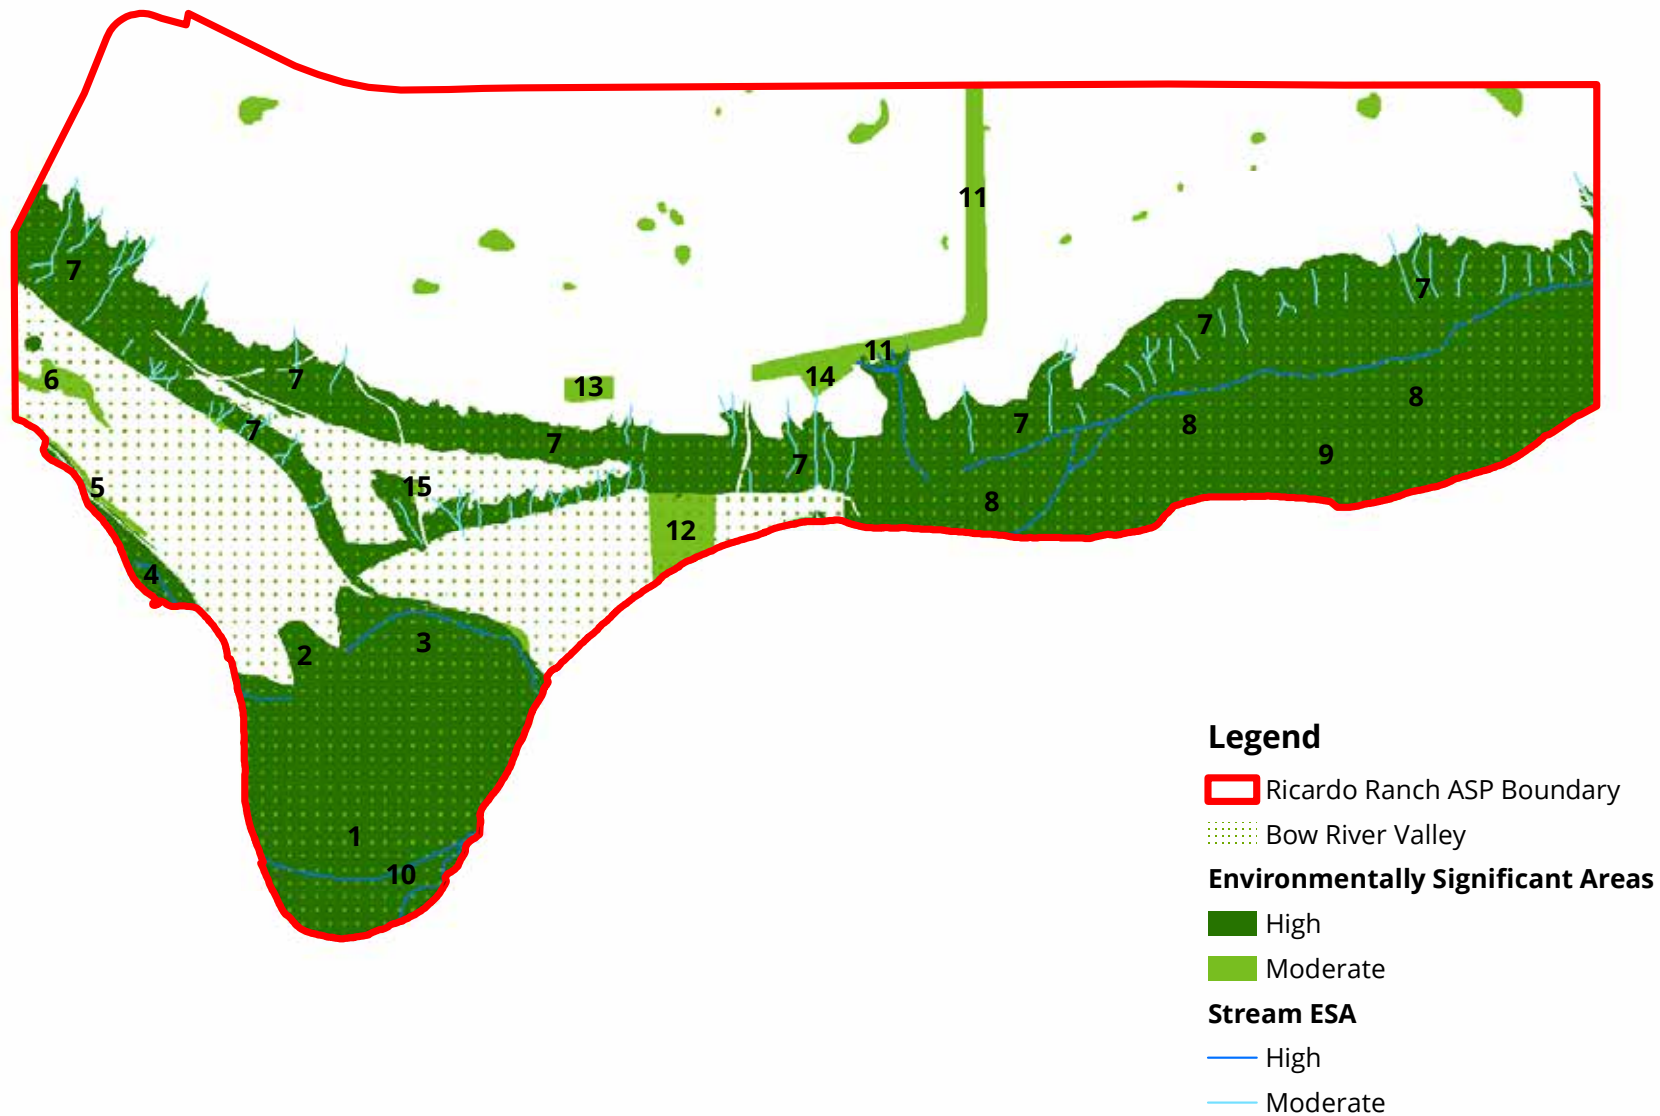 11
7
7
7
11
6
7
14
13
8
7
8
7
7
9
7
5
15
8
12
4
3
2
1
10
Legend
Ricardo Ranch ASP Boundary
Bow River Valley
Environmentally Significant Areas
High
Moderate
Stream ESA
High
Moderate